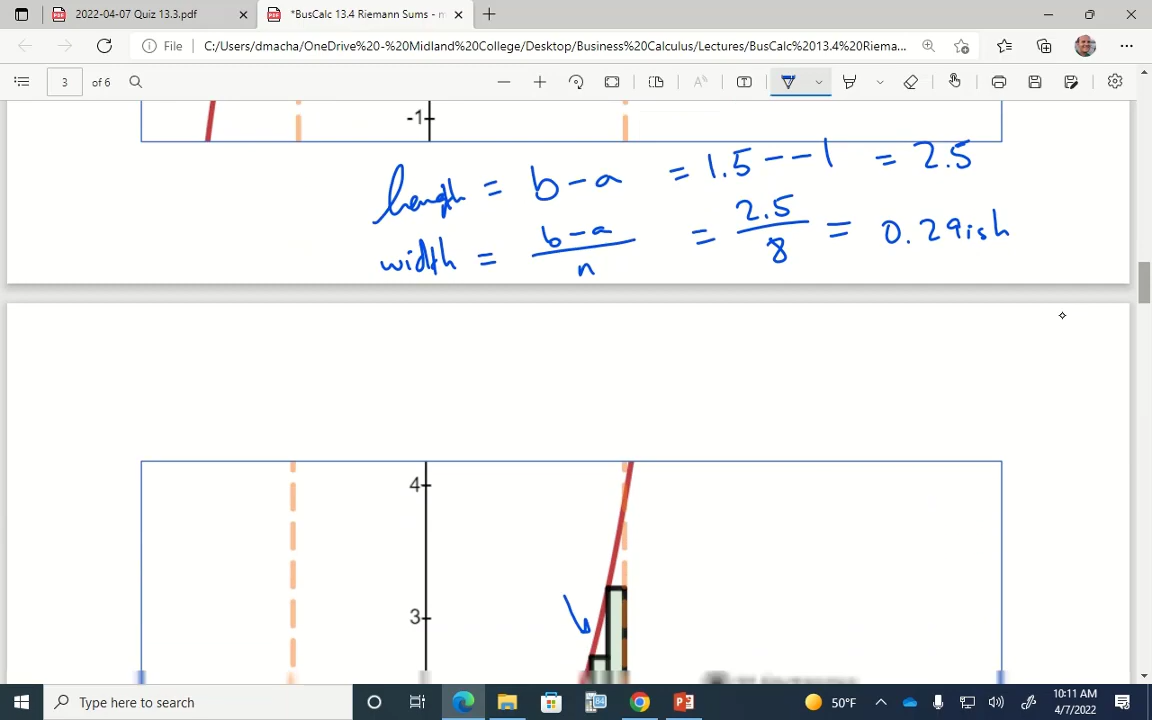 2022-04-07 Quiz 13.3.pdf
*BusCalc 13.4 Riemann Sums - m
File
C:/Users/dmacha/OneDrive%20-%20Midland%20College/Desktop/Business%20Calculus/Lectures/BusCalc%2013.4%20Riema...
3 of 6
-1
length = b - a = 1.5 - -1 = 2.5
width = b - a / n = 2.5 / 8 = 0.29ish
4
3
Type here to search
50°F
10:11 AM
4/7/2022